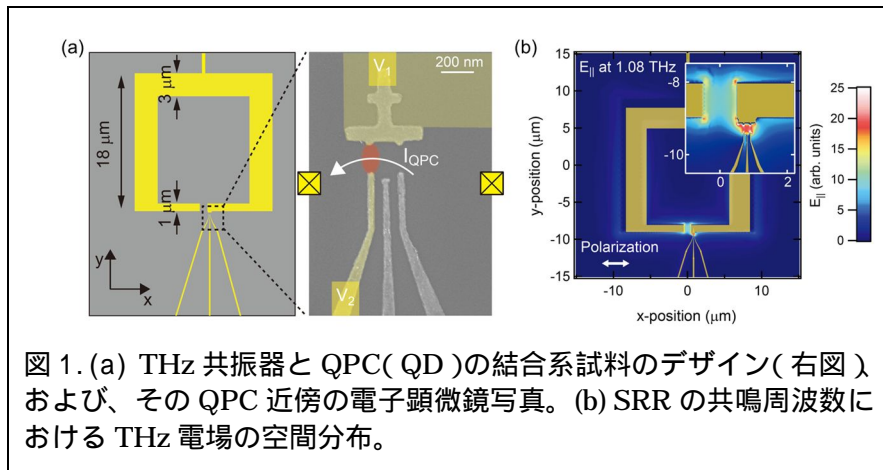 (a)
18 μm
3 μm
1 μm
y
x
V₁
200 nm
I_QPC
V₂
(b)
E_|| at 1.08 THz
15
10
5
0
-5
-10
-15
y-position (μm)
-10
0
10
x-position (μm)
Polarization
-8
-10
0
2
25
20
15
10
5
0
E_|| (arb. units)
図 1. (a) THz 共振器と QPC( QD )の結合系試料のデザイン( 右図 )、
および、その QPC 近傍の電子顕微鏡写真。(b) SRR の共鳴周波数に
おける THz 電場の空間分布。